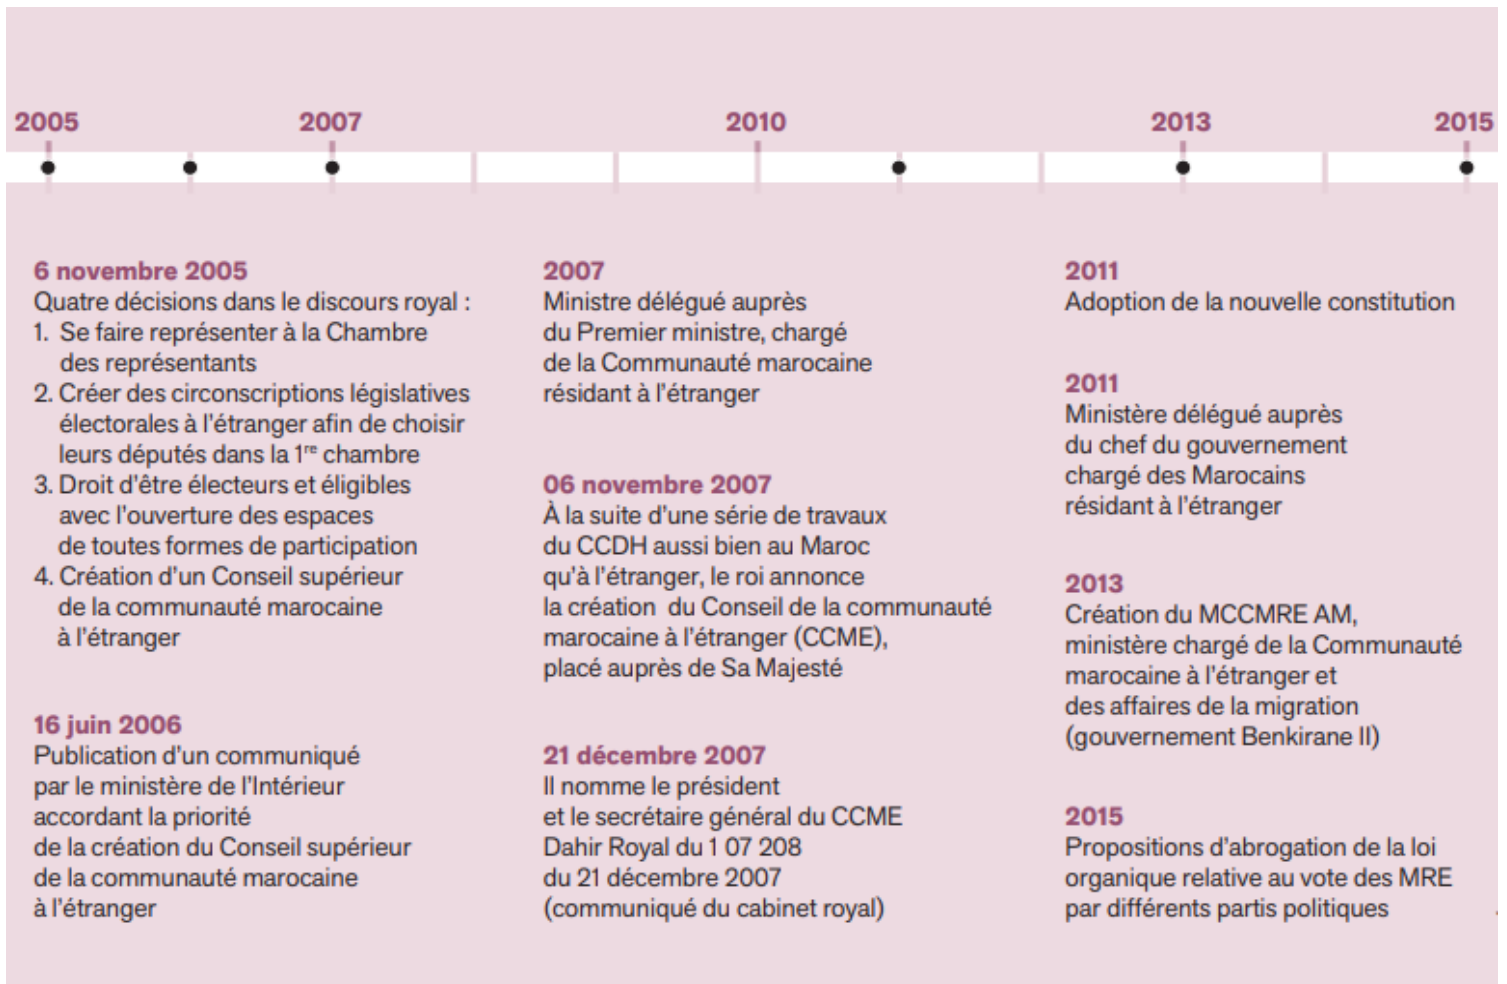 2005
2007
2010
2013
2015
6 novembre 2005
Quatre décisions dans le discours royal :
1. Se faire représenter à la Chambre
des représentants
2. Créer des circonscriptions législatives
électorales à l'étranger afin de choisir
leurs députés dans la 1re chambre
3. Droit d'être électeurs et éligibles
avec l'ouverture des espaces
de toutes formes de participation
4. Création d'un Conseil supérieur
de la communauté marocaine
à l'étranger
16 juin 2006
Publication d'un communiqué
par le ministère de l'Intérieur
accordant la priorité
de la création du Conseil supérieur
de la communauté marocaine
à l'étranger
2007
Ministre délégué auprès
du Premier ministre, chargé
de la Communauté marocaine
résidant à l'étranger
06 novembre 2007
À la suite d'une série de travaux
du CCDH aussi bien au Maroc
qu'à l'étranger, le roi annonce
la création du Conseil de la communauté
marocaine à l'étranger (CCME),
placé auprès de Sa Majesté
21 décembre 2007
Il nomme le président
et le secrétaire général du CCME
Dahir Royal du 1 07 208
du 21 décembre 2007
(communiqué du cabinet royal)
2011
Adoption de la nouvelle constitution
2011
Ministère délégué auprès
du chef du gouvernement
chargé des Marocains
résidant à l'étranger
2013
Création du MCCMRE AM,
ministère chargé de la Communauté
marocaine à l'étranger et
des affaires de la migration
(gouvernement Benkirane II)
2015
Propositions d'abrogation de la loi
organique relative au vote des MRE
par différents partis politiques